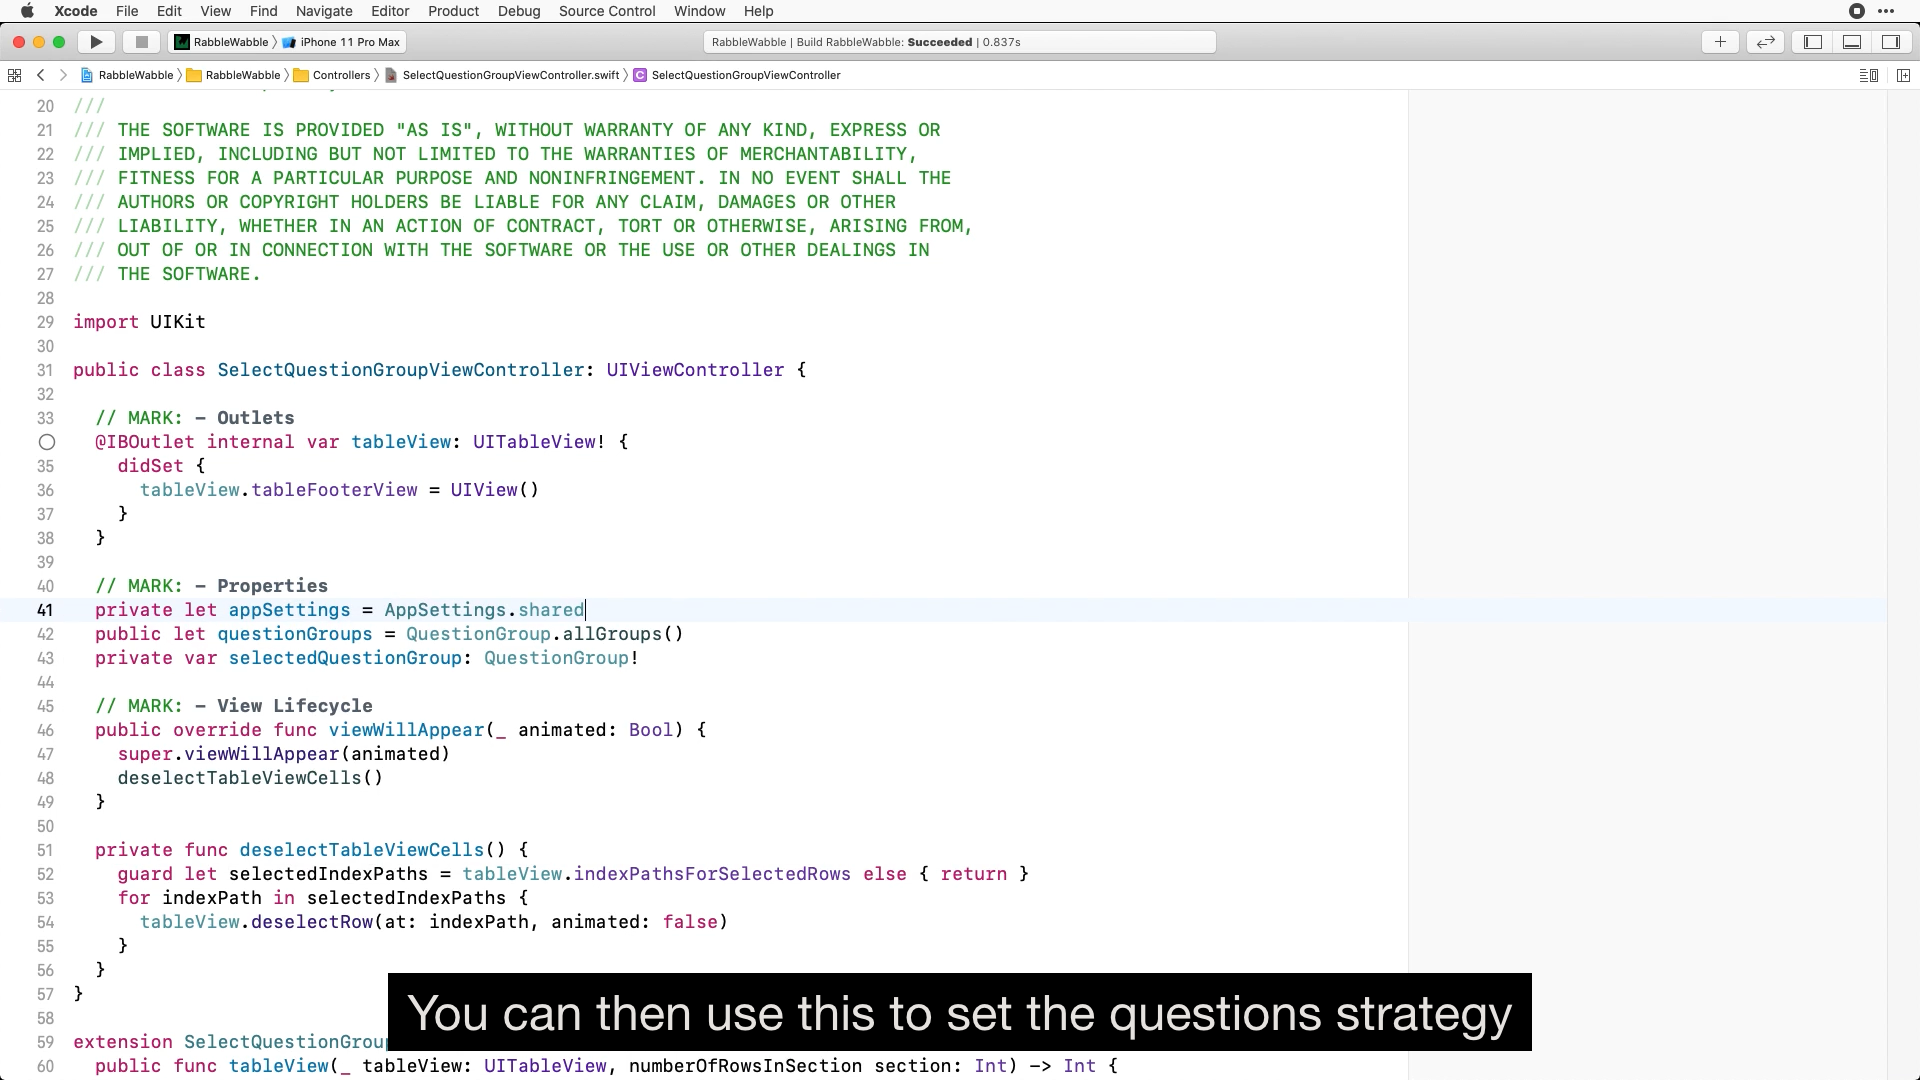 Xcode File Edit View Find Navigate Editor Product Debug Source Control Window Help
RabbleWabble iPhone 11 Pro Max RabbleWabble | Build RabbleWabble: Succeeded | 0.837s
RabbleWabble RabbleWabble Controllers SelectQuestionGroupViewController.swift C SelectQuestionGroupViewController
20 ///
21 /// THE SOFTWARE IS PROVIDED "AS IS", WITHOUT WARRANTY OF ANY KIND, EXPRESS OR
22 /// IMPLIED, INCLUDING BUT NOT LIMITED TO THE WARRANTIES OF MERCHANTABILITY,
23 /// FITNESS FOR A PARTICULAR PURPOSE AND NONINFRINGEMENT. IN NO EVENT SHALL THE
24 /// AUTHORS OR COPYRIGHT HOLDERS BE LIABLE FOR ANY CLAIM, DAMAGES OR OTHER
25 /// LIABILITY, WHETHER IN AN ACTION OF CONTRACT, TORT OR OTHERWISE, ARISING FROM,
26 /// OUT OF OR IN CONNECTION WITH THE SOFTWARE OR THE USE OR OTHER DEALINGS IN
27 /// THE SOFTWARE.
28
29 import UIKit
30
31 public class SelectQuestionGroupViewController: UIViewController {
32
33 // MARK: - Outlets
@IBOutlet internal var tableView: UITableView! {
35 didSet {
36 tableView.tableFooterView = UIView()
37 }
38 }
39
40 // MARK: - Properties
41 private let appSettings = AppSettings.shared
42 public let questionGroups = QuestionGroup.allGroups()
43 private var selectedQuestionGroup: QuestionGroup!
44
45 // MARK: - View Lifecycle
46 public override func viewWillAppear(_ animated: Bool) {
47 super.viewWillAppear(animated)
48 deselectTableViewCells()
49 }
50
51 private func deselectTableViewCells() {
52 guard let selectedIndexPaths = tableView.indexPathsForSelectedRows else { return }
53 for indexPath in selectedIndexPaths {
54 tableView.deselectRow(at: indexPath, animated: false)
55 }
56 }
57 }
58
59 extension SelectQuestionGrou
60 public func tableView(_ tableView: UITableView, numberOfRowsInSection section: Int) -> Int {
You can then use this to set the questions strategy